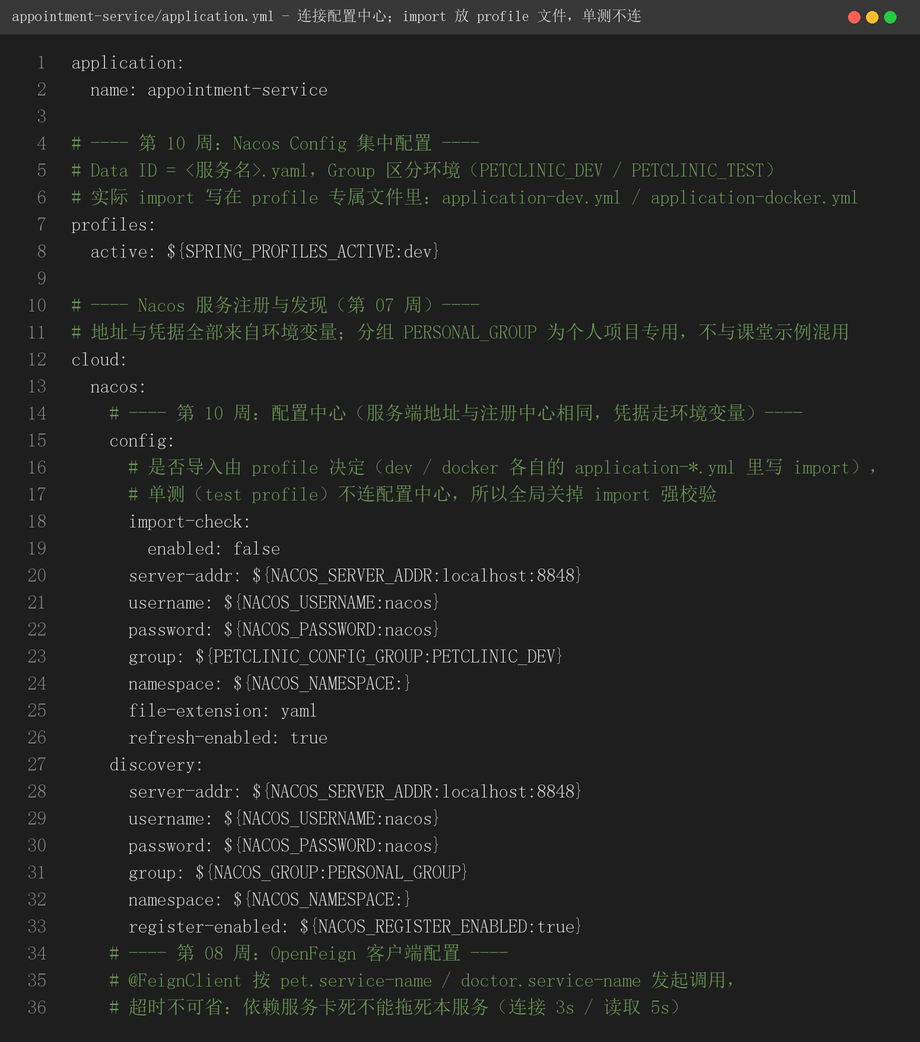 appointment-service/application.yml - 连接配置中心；import 放 profile 文件，单测不连
1 application:
2   name: appointment-service
3
4 # ---- 第 10 周：Nacos Config 集中配置 ----
5 # Data ID = <服务名>.yaml，Group 区分环境（PETCLINIC_DEV / PETCLINIC_TEST）
6 # 实际 import 写在 profile 专属文件里：application-dev.yml / application-docker.yml
7 profiles:
8   active: ${SPRING_PROFILES_ACTIVE:dev}
9
10 # ---- Nacos 服务注册与发现（第 07 周）----
11 # 地址与凭据全部来自环境变量；分组 PERSONAL_GROUP 为个人项目专用，不与课堂示例混用
12 cloud:
13   nacos:
14     # ---- 第 10 周：配置中心（服务端地址与注册中心相同，凭据走环境变量）----
15     config:
16       # 是否导入由 profile 决定（dev / docker 各自的 application-*.yml 里写 import），
17       # 单测（test profile）不连配置中心，所以全局关掉 import 强校验
18       import-check:
19         enabled: false
20       server-addr: ${NACOS_SERVER_ADDR:localhost:8848}
21       username: ${NACOS_USERNAME:nacos}
22       password: ${NACOS_PASSWORD:nacos}
23       group: ${PETCLINIC_CONFIG_GROUP:PETCLINIC_DEV}
24       namespace: ${NACOS_NAMESPACE:}
25       file-extension: yaml
26       refresh-enabled: true
27     discovery:
28       server-addr: ${NACOS_SERVER_ADDR:localhost:8848}
29       username: ${NACOS_USERNAME:nacos}
30       password: ${NACOS_PASSWORD:nacos}
31       group: ${NACOS_GROUP:PERSONAL_GROUP}
32       namespace: ${NACOS_NAMESPACE:}
33       register-enabled: ${NACOS_REGISTER_ENABLED:true}
34     # ---- 第 08 周：OpenFeign 客户端配置 ----
35     # @FeignClient 按 pet.service-name / doctor.service-name 发起调用，
36     # 超时不可省：依赖服务卡死不能拖死本服务（连接 3s / 读取 5s）